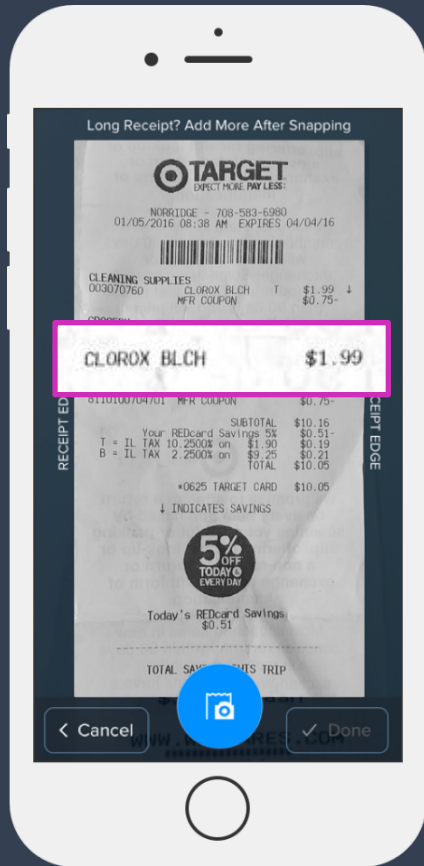 Long Receipt? Add More After Snapping
TARGET
EXPECT MORE. PAY LESS.
NORRIDGE - 708-583-6980
01/05/2016 08:38 AM EXPIRES 04/04/16
CLEANING SUPPLIES
003070760 CLOROX BLCH T $1.99 ↓
MFR COUPON $0.75-
CLOROX BLCH $1.99
RECEIPT
RECEIPT EDGE
8110100704701 MFR COUPON $0.75-
SUBTOTAL $10.16
Your REDcard Savings 5% $0.51-
T = IL TAX 10.2500% on $1.90 $0.19
B = IL TAX 2.2500% on $9.25 $0.21
TOTAL $10.05
*0625 TARGET CARD $10.05
↓ INDICATES SAVINGS
5%
OFF
TODAY &
EVERY DAY
Today's REDcard Savings
$0.51
TOTAL THIS TRIP
< Cancel
✓ Done